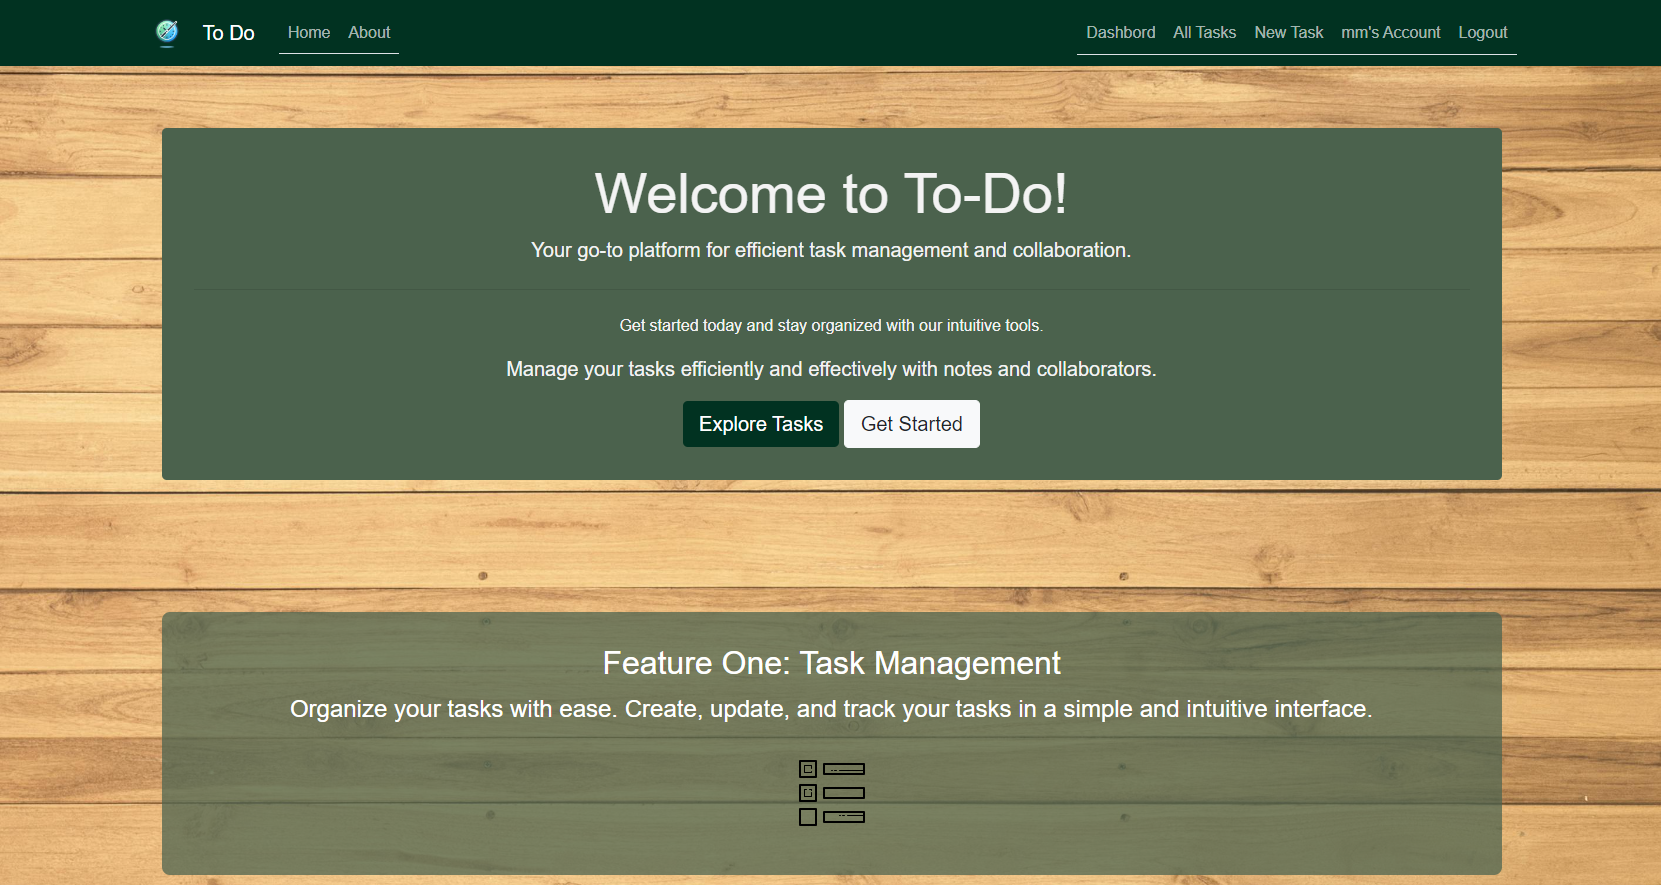 To Do Home About Dashbord All Tasks New Task mm's Account Logout
Welcome to To-Do!
Your go-to platform for efficient task management and collaboration.
Get started today and stay organized with our intuitive tools.
Manage your tasks efficiently and effectively with notes and collaborators.
Explore Tasks Get Started
Feature One: Task Management
Organize your tasks with ease. Create, update, and track your tasks in a simple and intuitive interface.